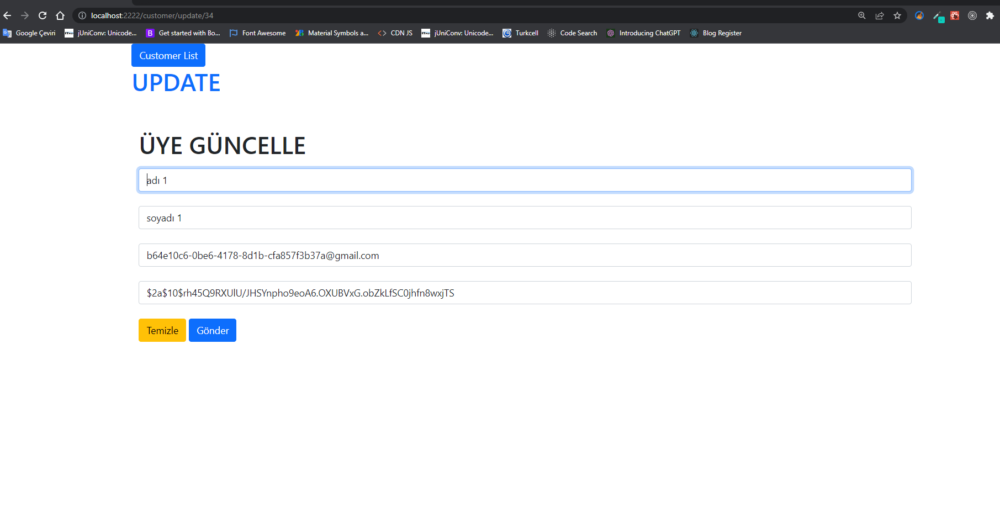 localhost:2222/customer/update/34
Google Çeviri jUniConv: Unicode... Get started with Bo... Font Awesome Material Symbols a... CDN JS jUniConv: Unicode... Turkcell Code Search Introducing ChatGPT Blog Register
Customer List
UPDATE
ÜYE GÜNCELLE
adı 1
soyadı 1
b64e10c6-0be6-4178-8d1b-cfa857f3b37a@gmail.com
$2a$10$rh45Q9RXUlU/JHSYnpho9eoA6.OXUBVxG.obZkLfSC0jhfn8wxjTS
Temizle Gönder